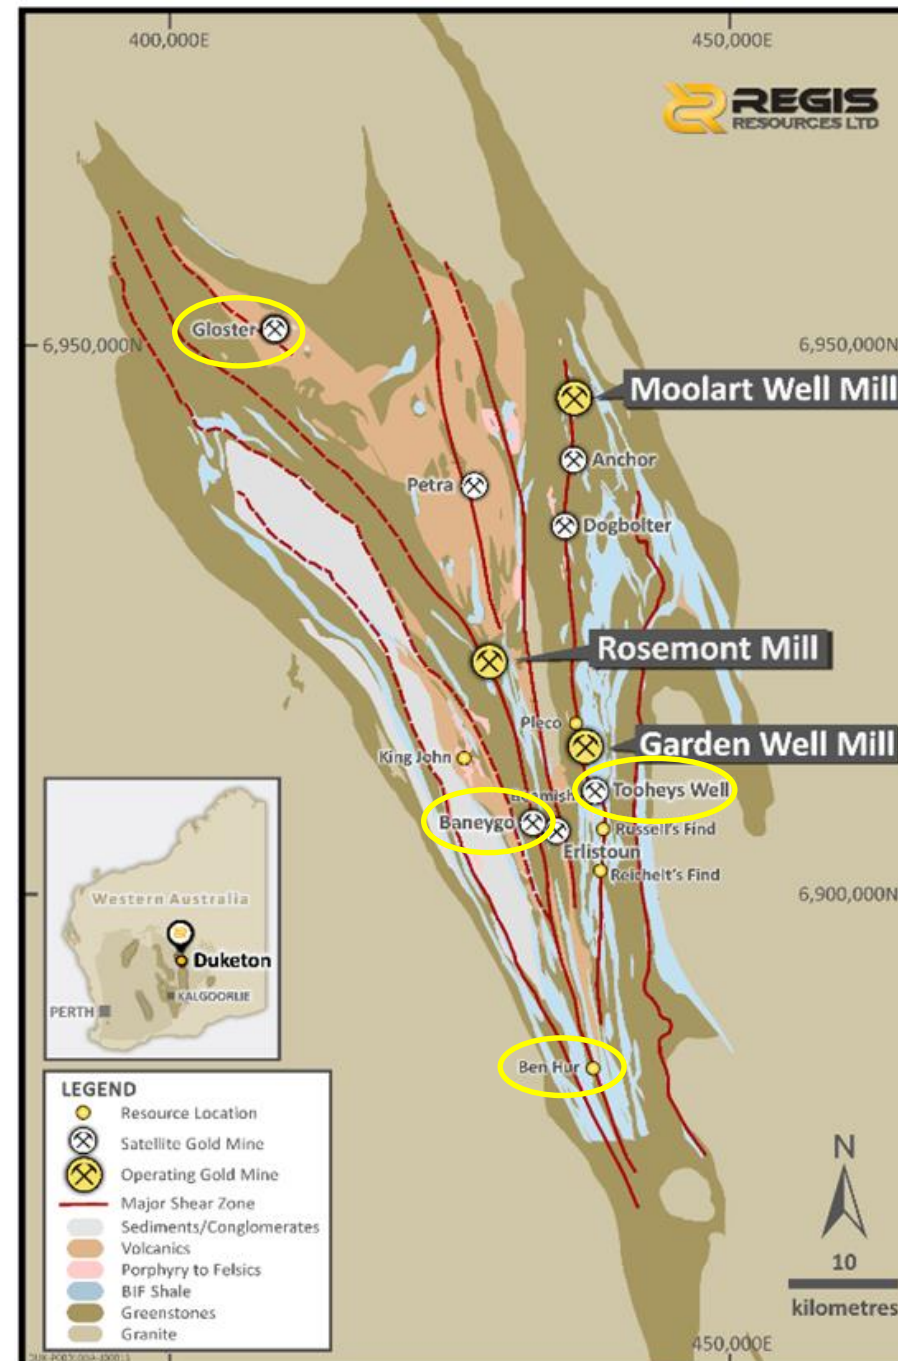 400,000E
450,000E
REGIS
RESOURCES LTD
Gloster
6,950,000N
6,950,000N
Moolart Well Mill
Anchor
Petra
Dogbolter
Rosemont Mill
Pleco
Garden Well Mill
King John
Tooheys Well
Baneygo
Russell's Find
Erlistoun
Reichelt's Find
6,900,000N
Western Australia
Duketon
KALGOORLIE
PERTH
Ben Hur
LEGEND
Resource Location
Satellite Gold Mine
Operating Gold Mine
Major Shear Zone
Sediments/Conglomerates
Volcanics
Porphyry to Felsics
BIF Shale
Greenstones
Granite
N
10
kilometres
450,000E